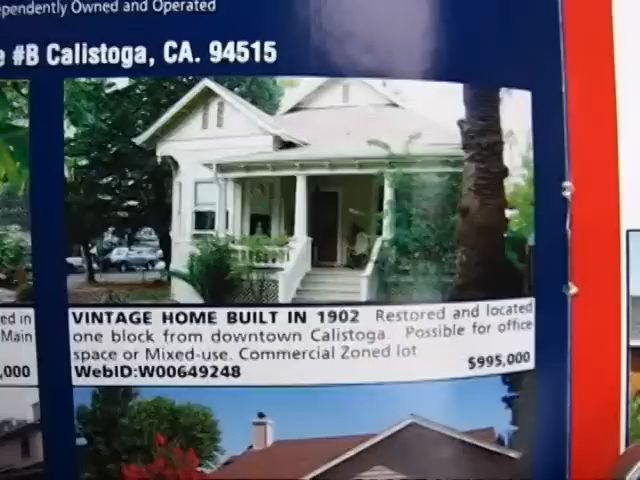 pendently Owned and Operated
e #B Calistoga, CA. 94515
ed in
Main
,000
VINTAGE HOME BUILT IN 1902 Restored and located
one block from downtown Calistoga. Possible for office
space or Mixed-use. Commercial Zoned lot
$995,000
WebID:W00649248